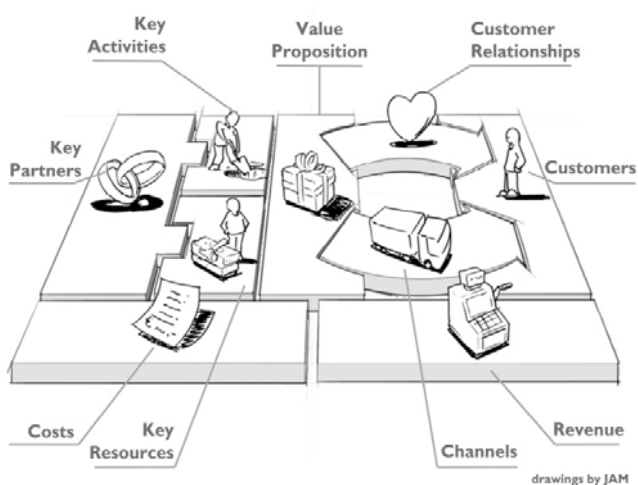 Key
Activities
Value
Proposition
Customer
Relationships
Key
Partners
Customers
Costs
Key
Resources
Channels
Revenue
drawings by JAM